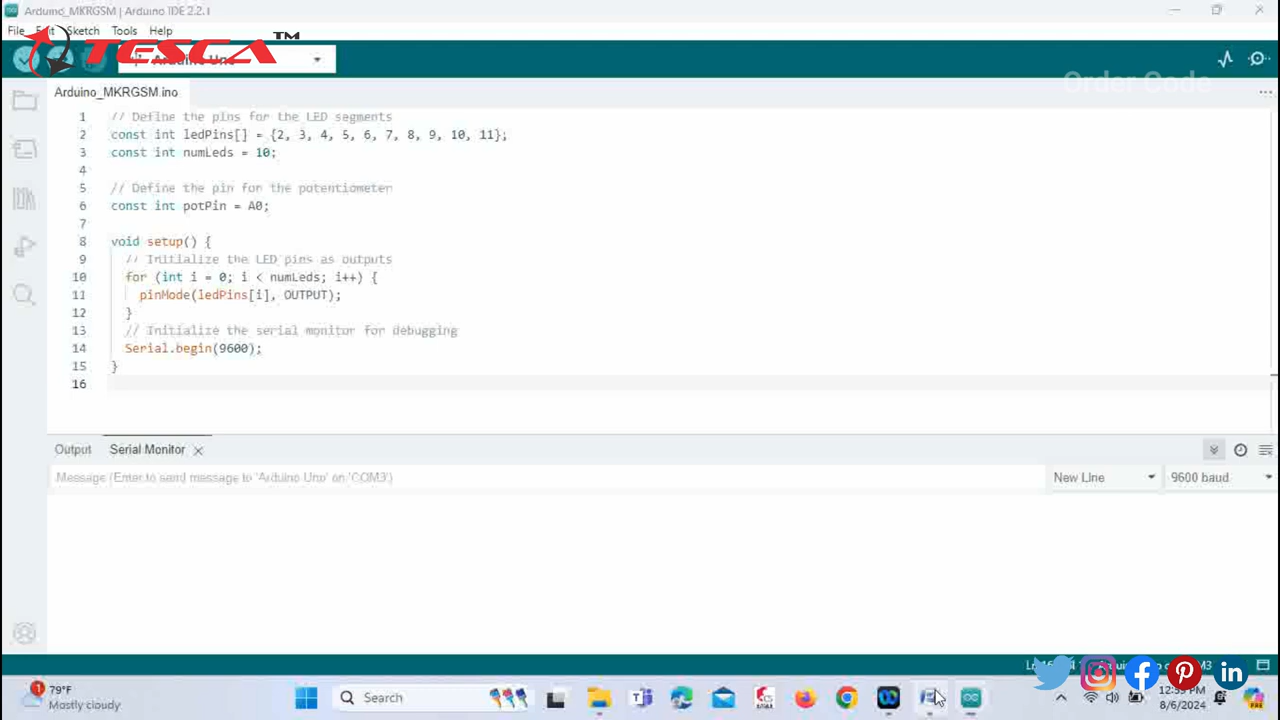 Arduino_MKRGSM | Arduino IDE 2.2.1
File Edit Sketch Tools Help
TESCA TM
Arduino Uno
Order Code
Arduino_MKRGSM.ino
1 // Define the pins for the LED segments
2 const int ledPins[] = {2, 3, 4, 5, 6, 7, 8, 9, 10, 11};
3 const int numLeds = 10;
4
5 // Define the pin for the potentiometer
6 const int potPin = A0;
7
8 void setup() {
9 // Initialize the LED pins as outputs
10 for (int i = 0; i < numLeds; i++) {
11 pinMode(ledPins[i], OUTPUT);
12 }
13 // Initialize the serial monitor for debugging
14 Serial.begin(9600);
15 }
16
Output Serial Monitor
Message (Enter to send message to 'Arduino Uno' on 'COM3')
New Line 9600 baud
1 79°F
Mostly cloudy
Search
12:39 PM
8/6/2024